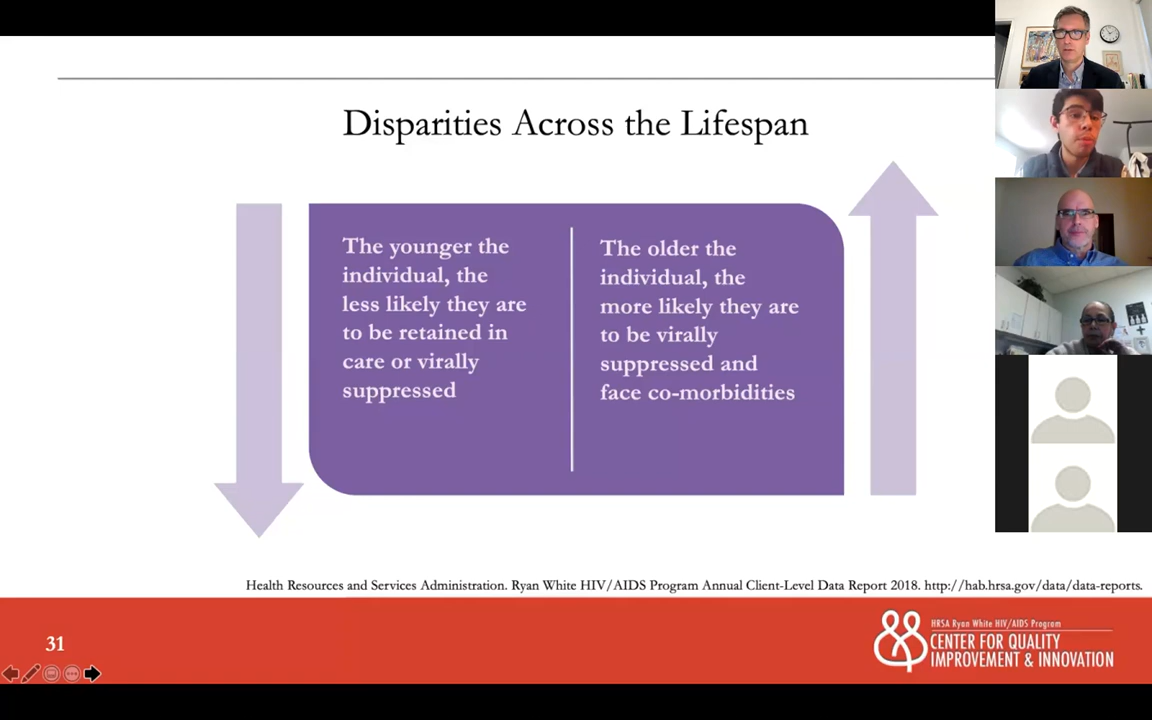 Disparities Across the Lifespan
The younger the
individual, the
less likely they are
to be retained in
care or virally
suppressed
The older the
individual, the
more likely they are
to be virally
suppressed and
face co-morbidities
Health Resources and Services Administration. Ryan White HIV/AIDS Program Annual Client-Level Data Report 2018. http://hab.hrsa.gov/data/data-reports.
31
HRSA Ryan White HIV/AIDS Program
CENTER FOR QUALITY
IMPROVEMENT & INNOVATION